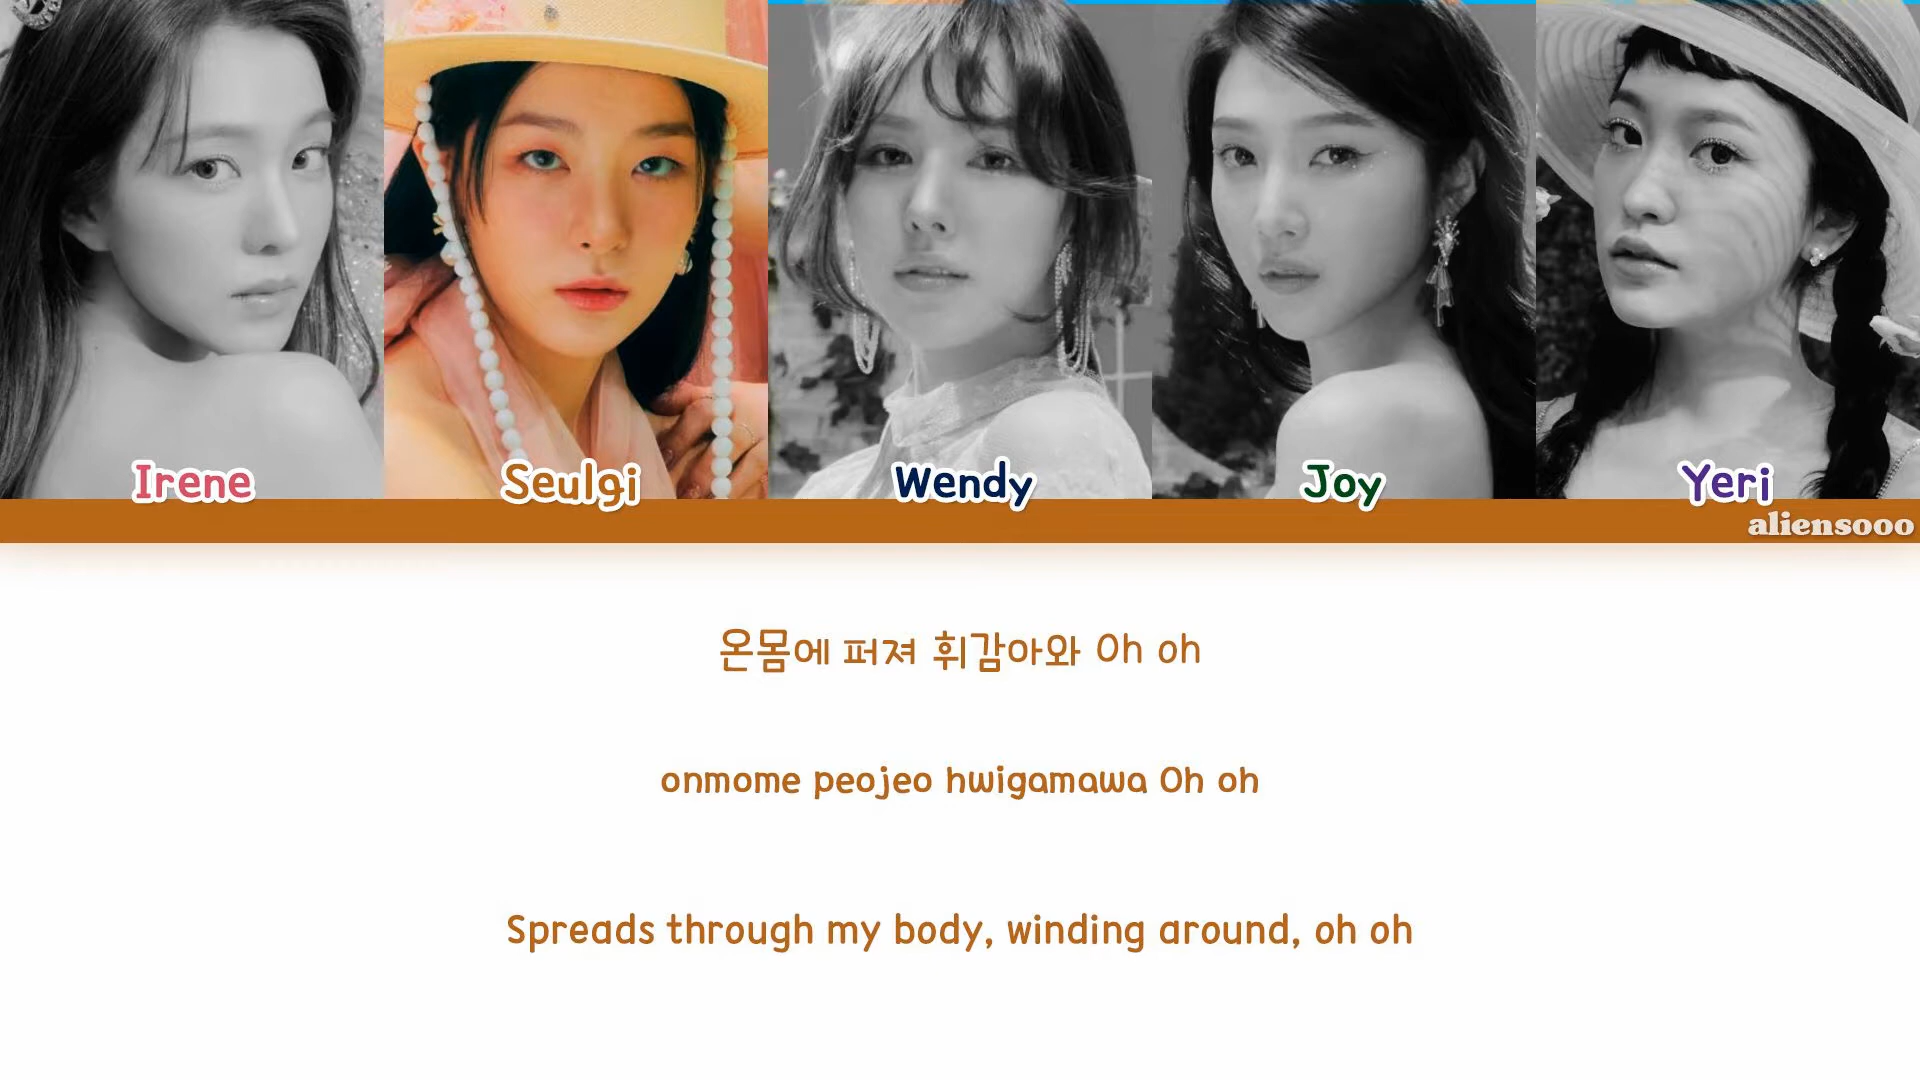 Irene
Seulgi
Wendy
Joy
Yeri
aliensooo
온몸에 퍼져 휘감아와 Oh oh
onmome peojeo hwigamawa Oh oh
Spreads through my body, winding around, oh oh